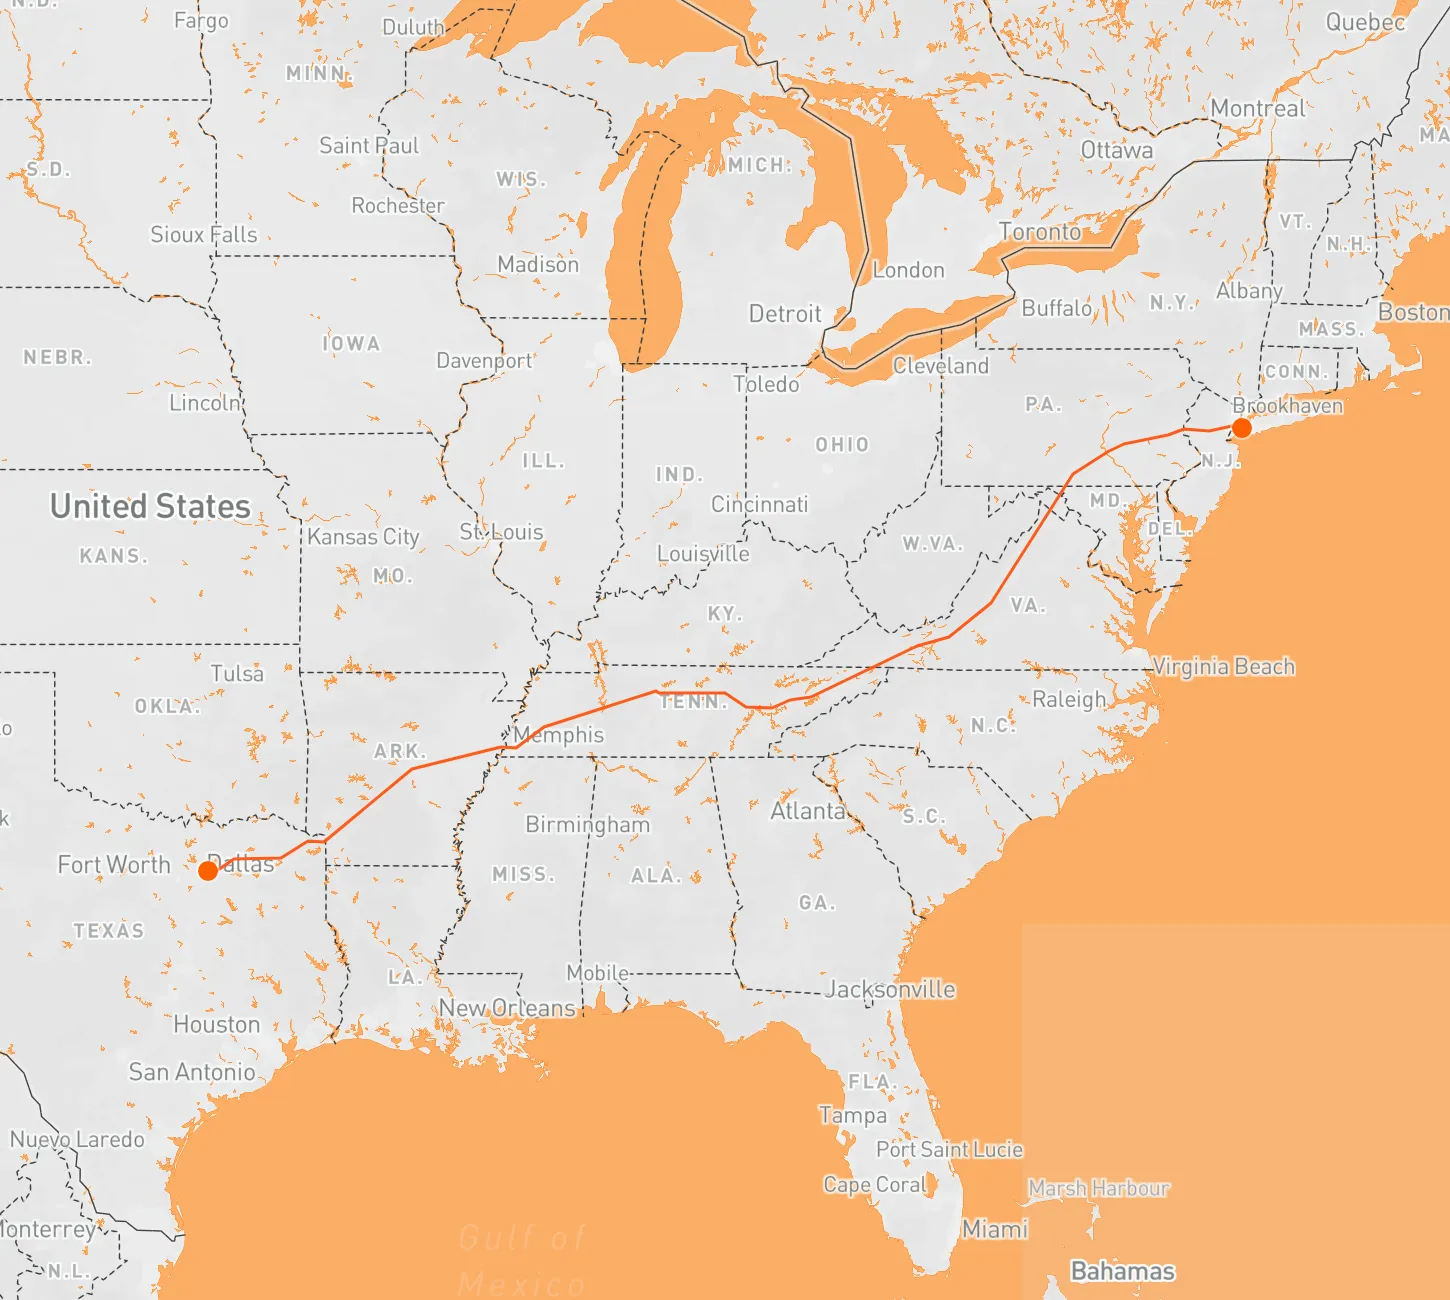 N.D.
Fargo
Duluth
Quebec
MINN.
Montreal
MA
Saint Paul
Ottawa
S.D.
WIS.
MICH.
Rochester
VT.
Sioux Falls
Toronto
N.H.
Madison
London
Albany
Detroit
Buffalo
N.Y.
Boston
MASS.
IOWA
NEBR.
Davenport
Cleveland
CONN.
Toledo
Lincoln
PA.
Brookhaven
OHIO
ILL.
IND.
N.J.
United States
Cincinnati
MD.
Kansas City
St. Louis
DEL.
KANS.
Louisville
W.VA.
MO.
KY.
VA.
Tulsa
Virginia Beach
OKLA.
TENN.
Raleigh
o
Memphis
N.C.
ARK.
k
Birmingham
Atlanta
S.C.
Fort Worth
Dallas
MISS.
ALA.
GA.
TEXAS
LA.
Mobile
Jacksonville
New Orleans
Houston
San Antonio
FLA.
Tampa
Nuevo Laredo
Port Saint Lucie
Cape Coral
Marsh Harbour
Monterrey
Miami
Gulf of
Mexico
N.L.
Bahamas